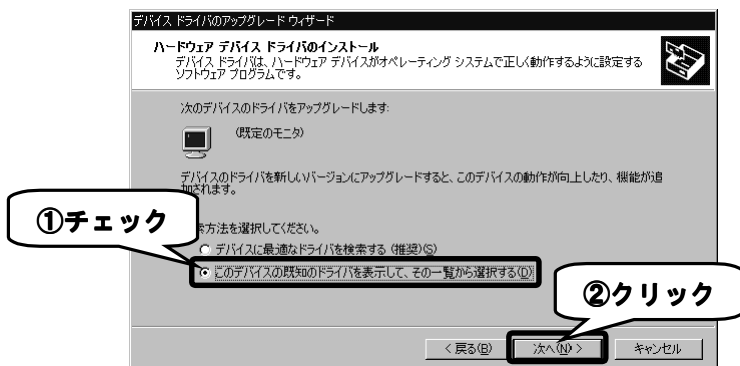 デバイス ドライバのアップグレード ウィザード
ハードウェア デバイス ドライバのインストール
デバイス ドライバは、ハードウェア デバイスがオペレーティング システムで正しく動作するように設定する
ソフトウェア プログラムです。
次のデバイスのドライバをアップグレードします:
(既定のモニタ)
デバイスのドライバを新しいバージョンにアップグレードすると、このデバイスの動作が向上したり、機能が追
加されます。
①チェック
索方法を選択してください。
デバイスに最適なドライバを検索する (推奨)(S)
このデバイスの既知のドライバを表示して、その一覧から選択する(D)
②クリック
< 戻る(B)
次へ(N) >
キャンセル